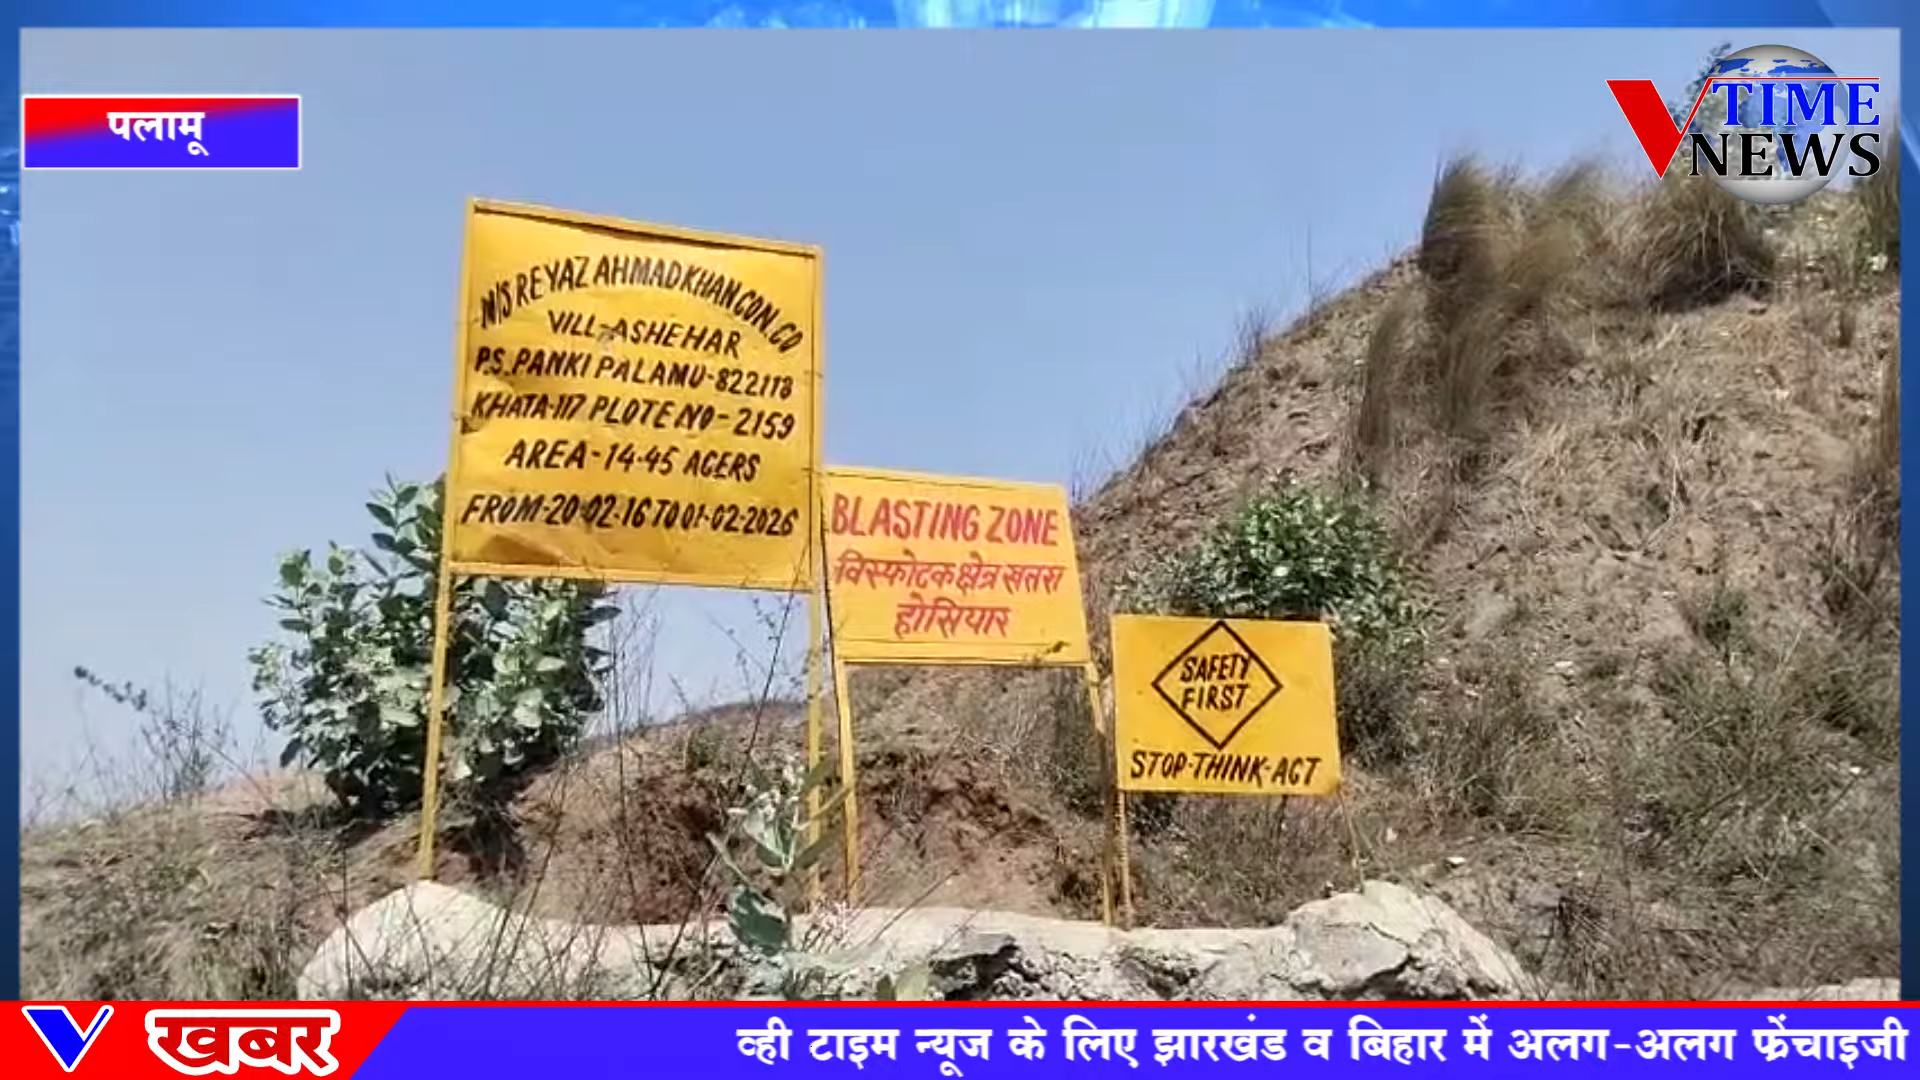 पलामू
V TIME
NEWS
M/S REYAZ AHMAD KHAN CON. CO
VILL-ASHEHAR
P.S. PANKI PALAMU-822118
KHATA-117 PLOTE NO-2159
AREA-14.45 ACERS
FROM-20-02-16 TO 01-02-2026
BLASTING ZONE
विस्फोटक क्षेत्र खतरा
होसियार
SAFETY
FIRST
STOP-THINK-ACT
V खबर
व्ही टाइम न्यूज के लिए झारखंड व बिहार में अलग-अलग फ्रेंचाइजी